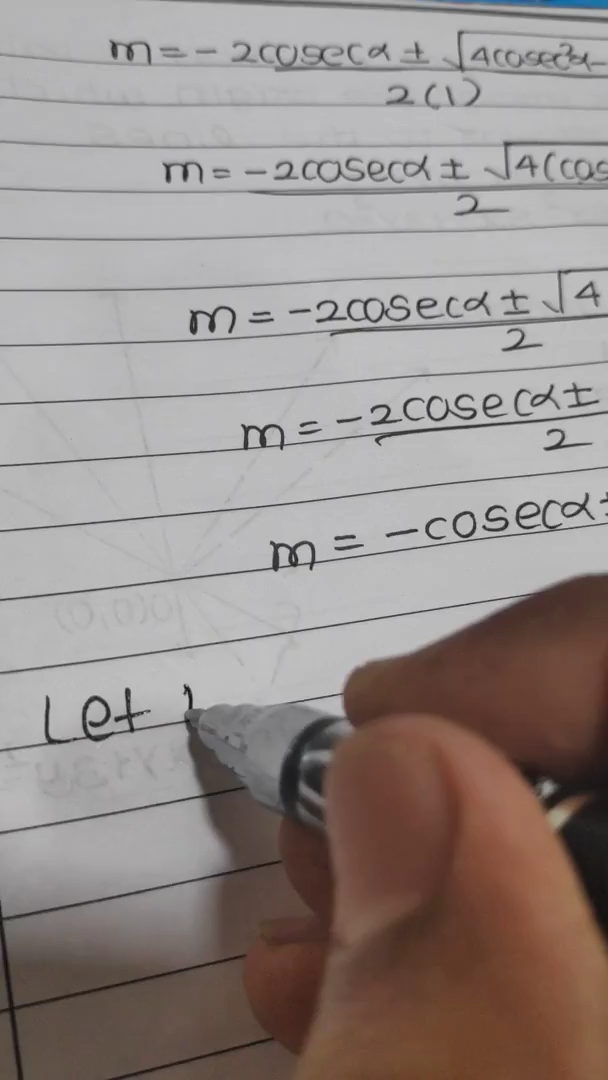 m = - 2cosecα ± √4cosec²α -
2(1)
m = -2cosecα ± √4(cos
2
m = -2cosecα ± √4
2
m = -2cosecα ±
2
m = -cosecα ±
Let